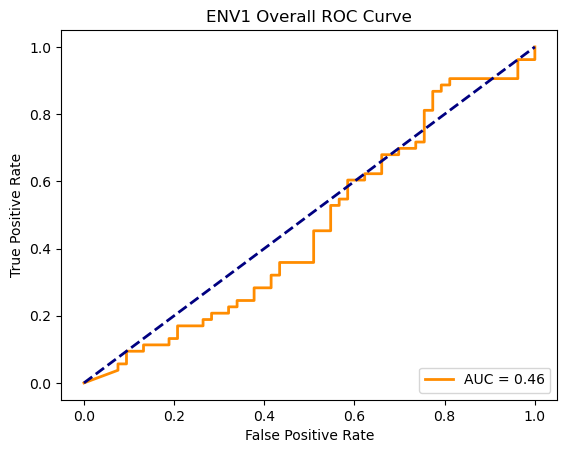 ENV1 Overall ROC Curve
True Positive Rate
1.0
0.8
0.6
0.4
0.2
0.0
AUC = 0.46
0.0 0.2 0.4 0.6 0.8 1.0
False Positive Rate